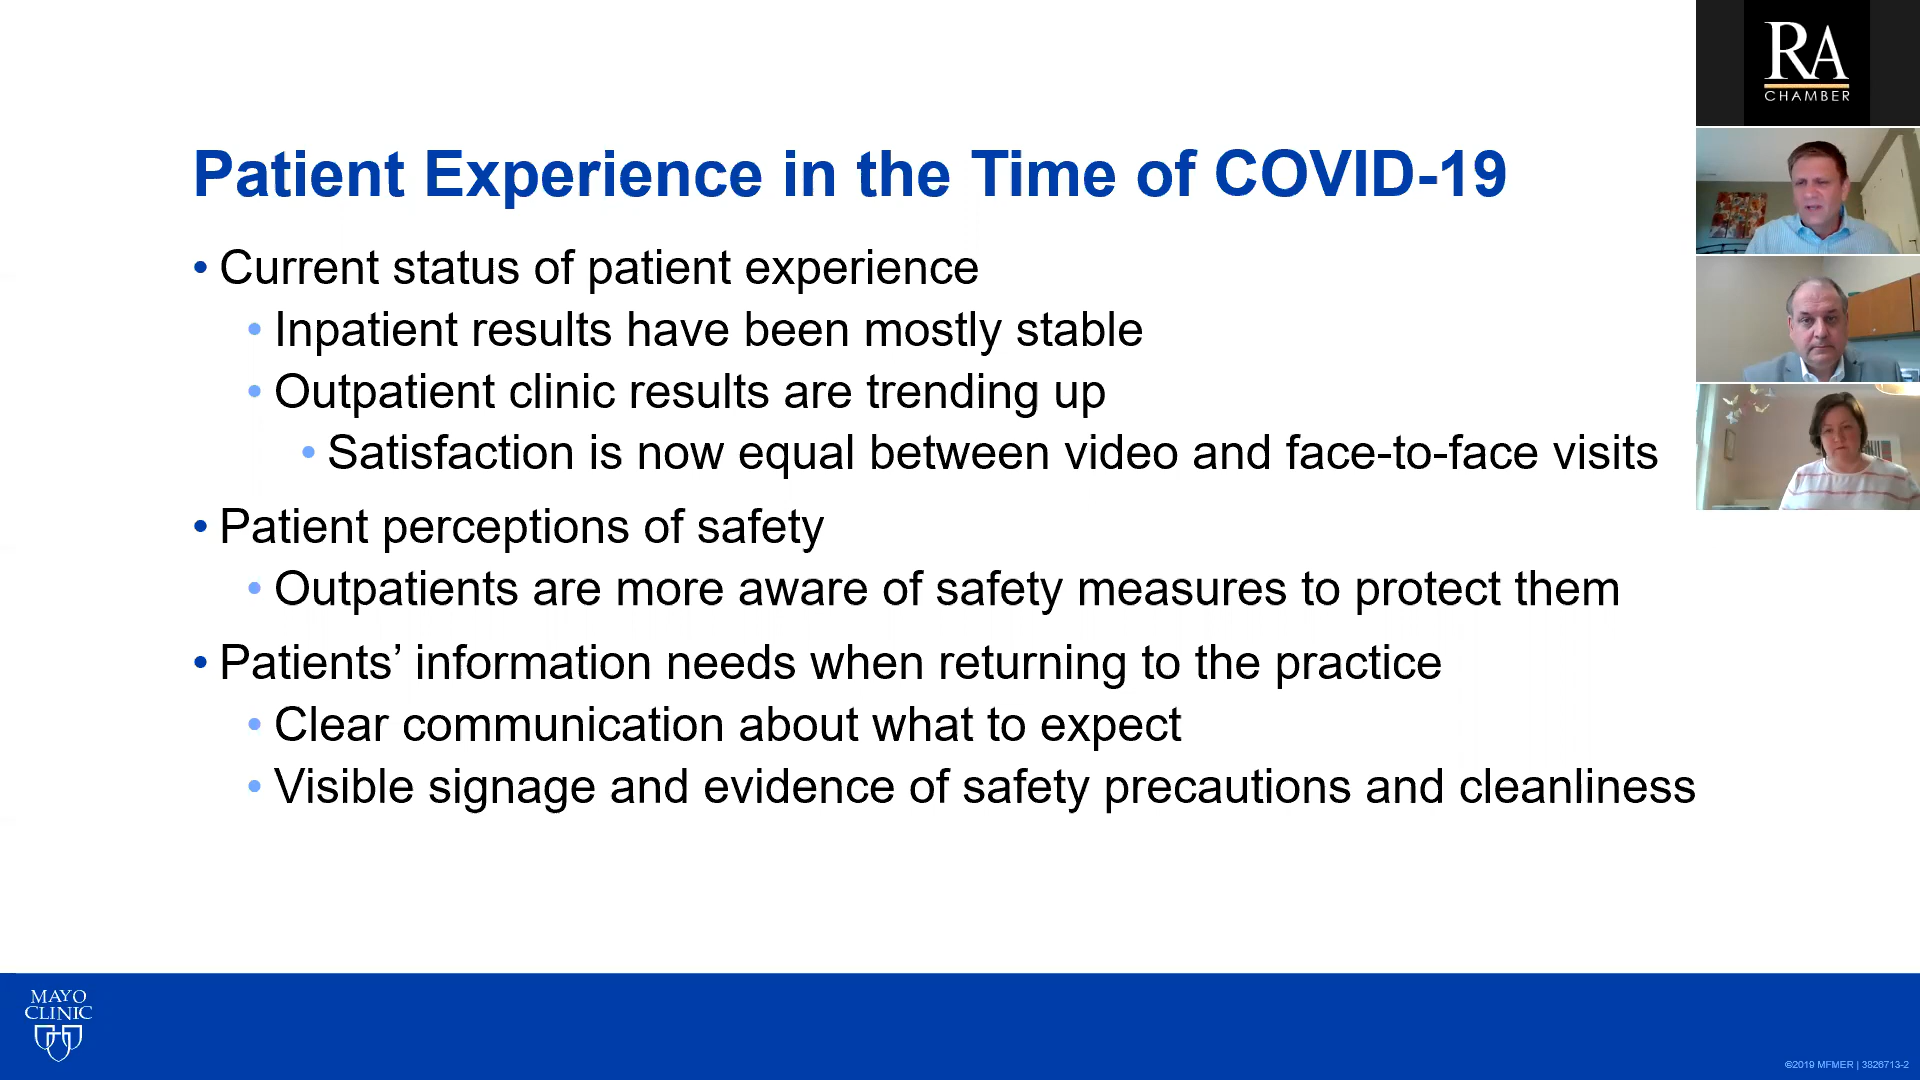 RA
CHAMBER
Patient Experience in the Time of COVID-19
• Current status of patient experience
• Inpatient results have been mostly stable
• Outpatient clinic results are trending up
• Satisfaction is now equal between video and face-to-face visits
• Patient perceptions of safety
• Outpatients are more aware of safety measures to protect them
• Patients’ information needs when returning to the practice
• Clear communication about what to expect
• Visible signage and evidence of safety precautions and cleanliness
MAYO
CLINIC
©2019 MFMER | 3826713-2